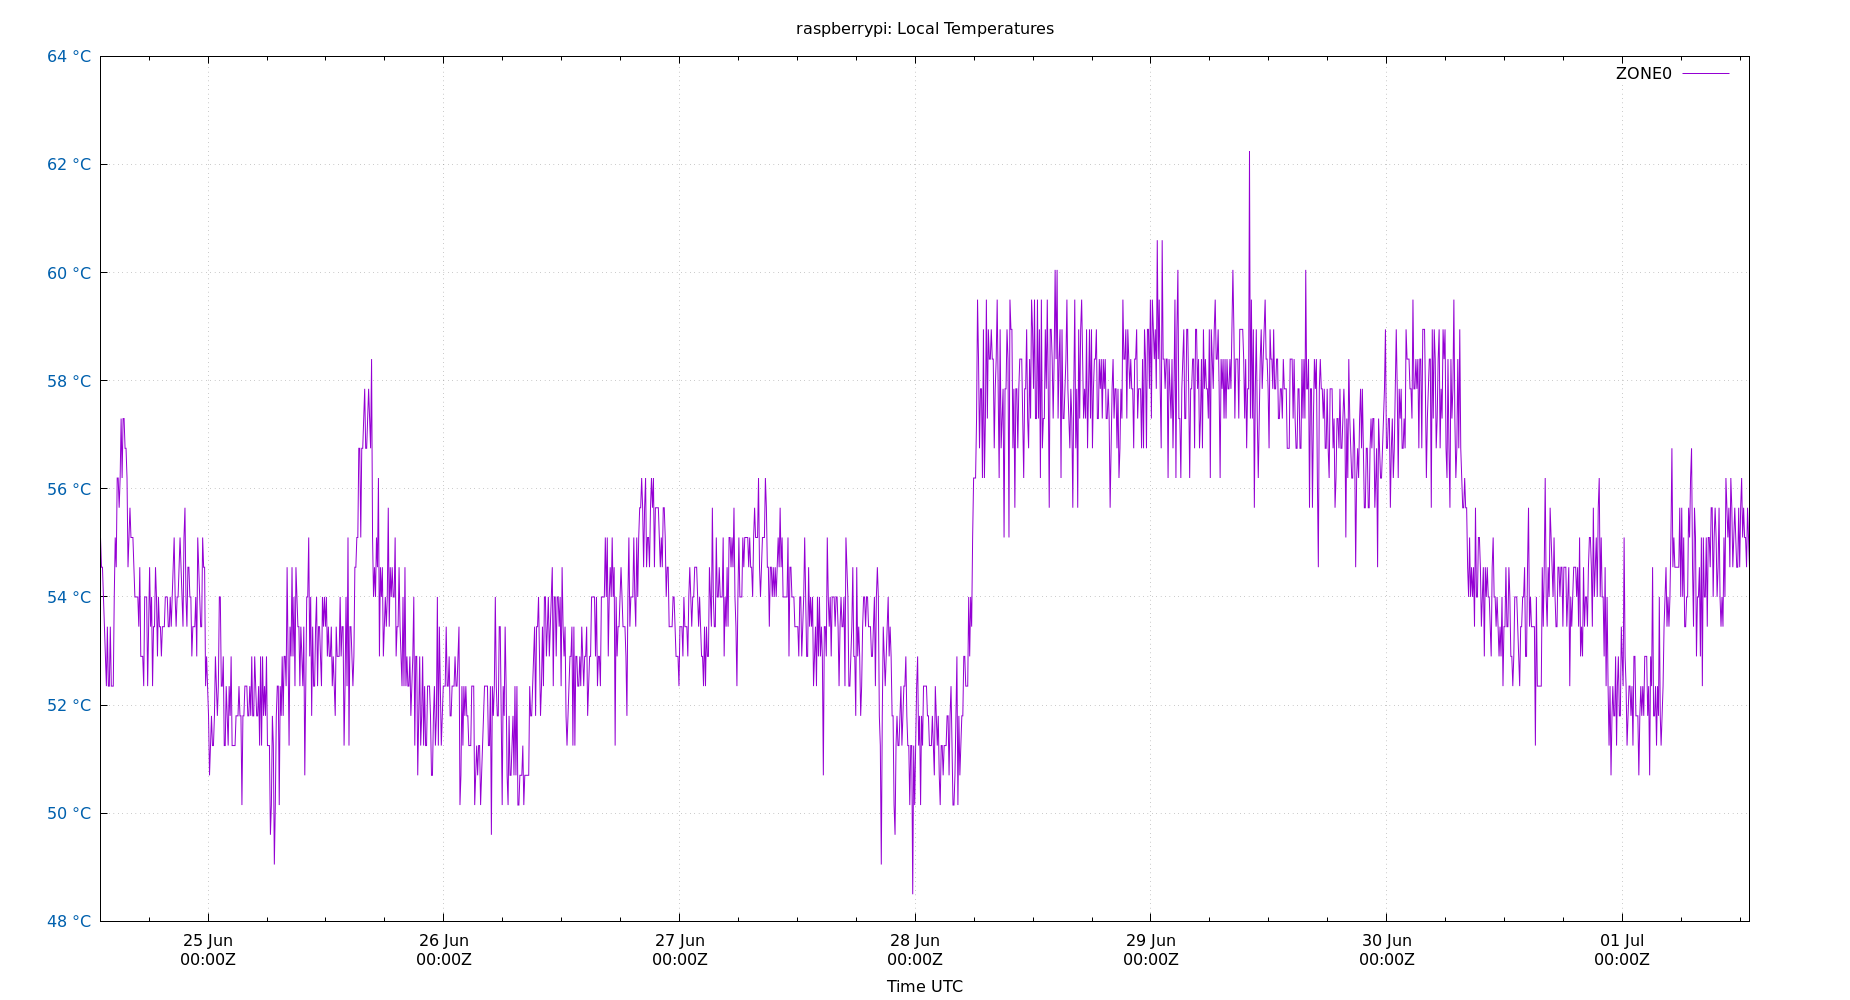 raspberrypi: Local Temperatures
64 °C
ZONE0
62 °C
60 °C
58 °C
56 °C
54 °C
52 °C
50 °C
48 °C
25 Jun 26 Jun 27 Jun 28 Jun 29 Jun 30 Jun 01 Jul
00:00Z 00:00Z 00:00Z 00:00Z 00:00Z 00:00Z 00:00Z
Time UTC